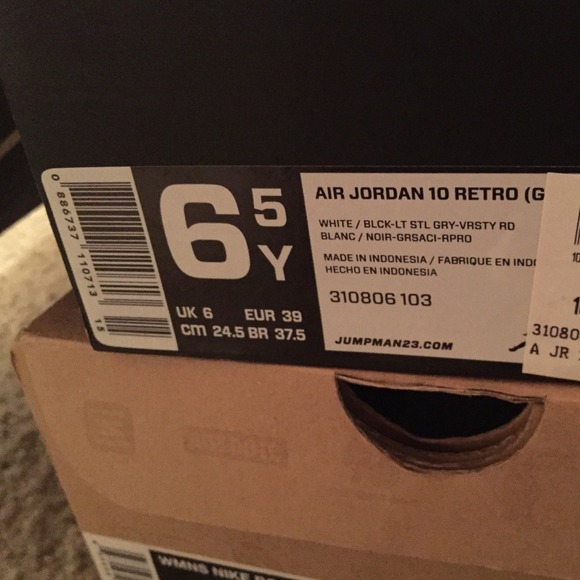 0 886737 110713 15
6 5
Y
UK 6 EUR 39
CM 24.5 BR 37.5
AIR JORDAN 10 RETRO (G
WHITE / BLCK-LT STL GRY-VRSTY RD
BLANC / NOIR-GRSACI-RPRO
MADE IN INDONESIA / FABRIQUE EN INDO
HECHO EN INDONESIA
310806 103
JUMPMAN23.COM
10
31080
A JR
WMNS NIKE